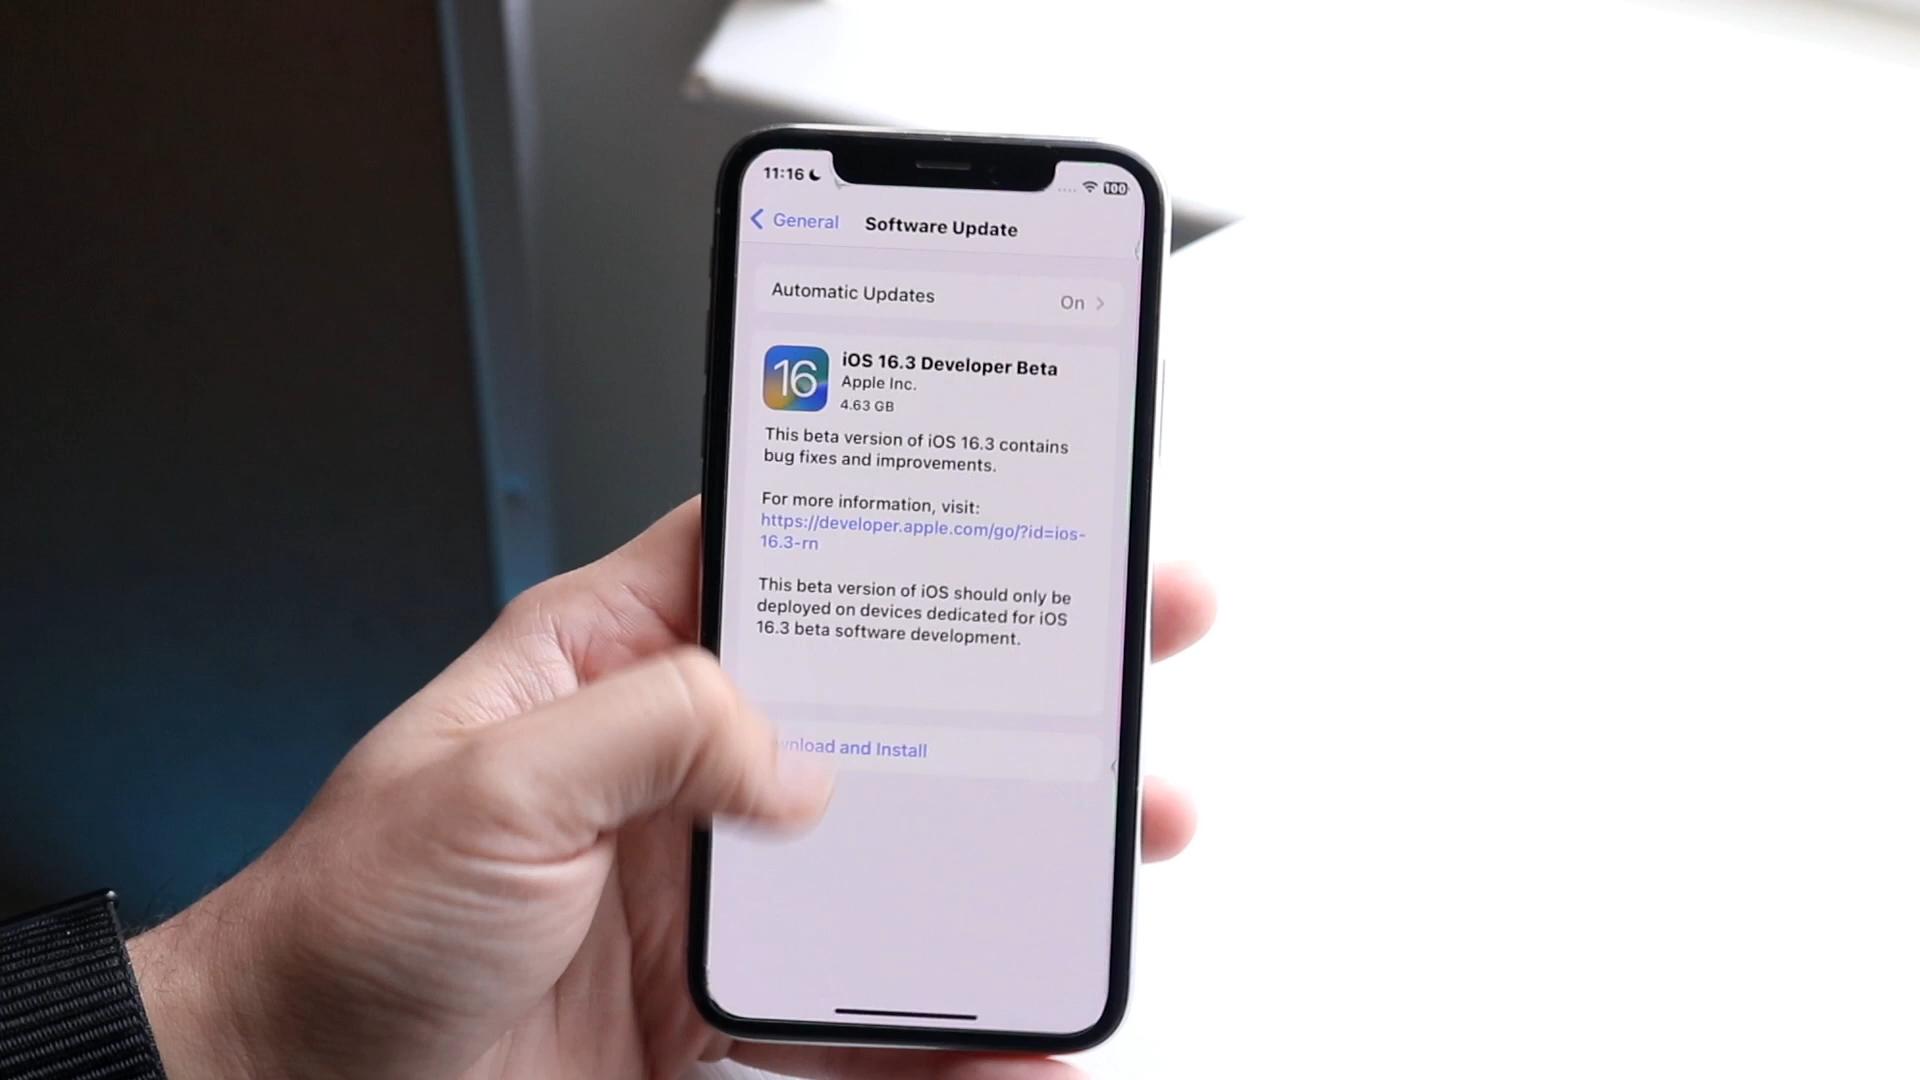 11:16
100
General
Software Update
Automatic Updates
On
16
iOS 16.3 Developer Beta
Apple Inc.
4.63 GB
This beta version of iOS 16.3 contains
bug fixes and improvements.
For more information, visit:
https://developer.apple.com/go/?id=ios-
16.3-rn
This beta version of iOS should only be
deployed on devices dedicated for iOS
16.3 beta software development.
and Install